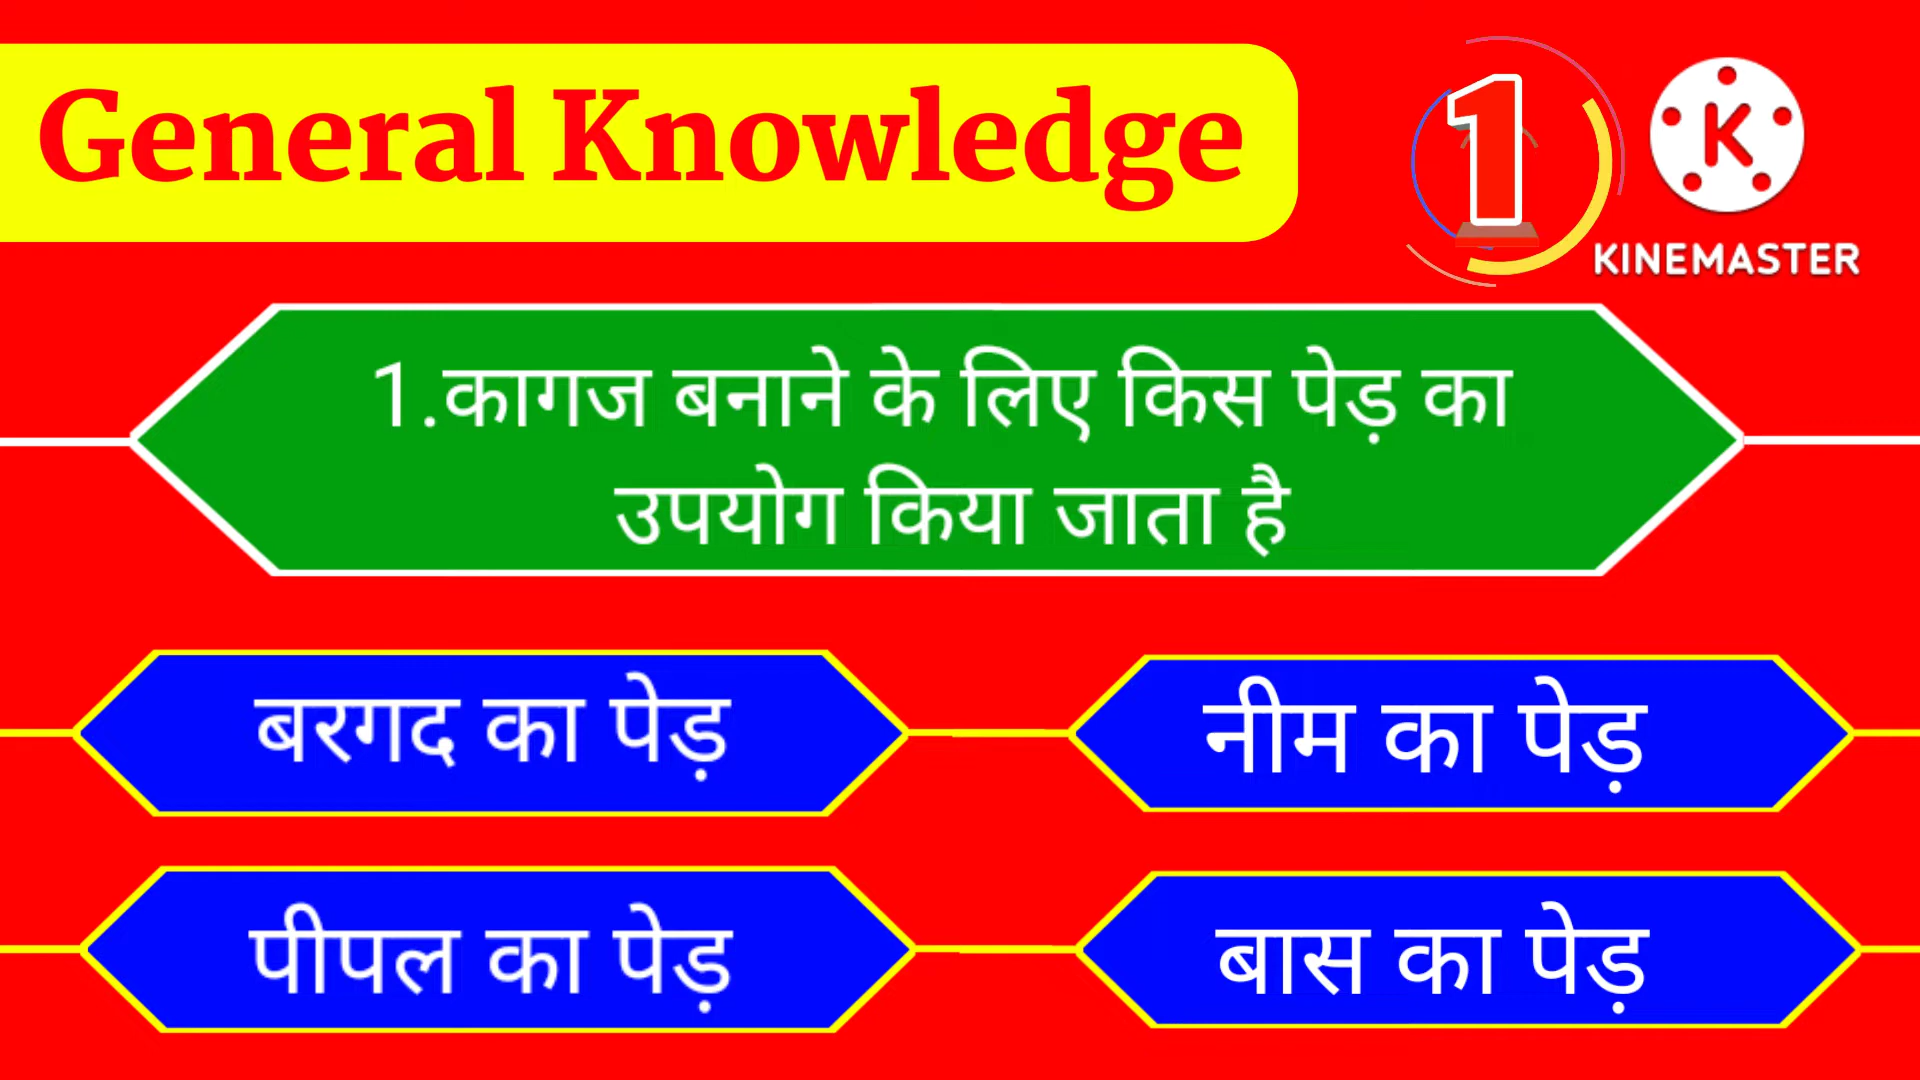 General Knowledge
1
K
KINEMASTER
1.कागज बनाने के लिए किस पेड़ का
उपयोग किया जाता है
बरगद का पेड़
नीम का पेड़
पीपल का पेड़
बास का पेड़